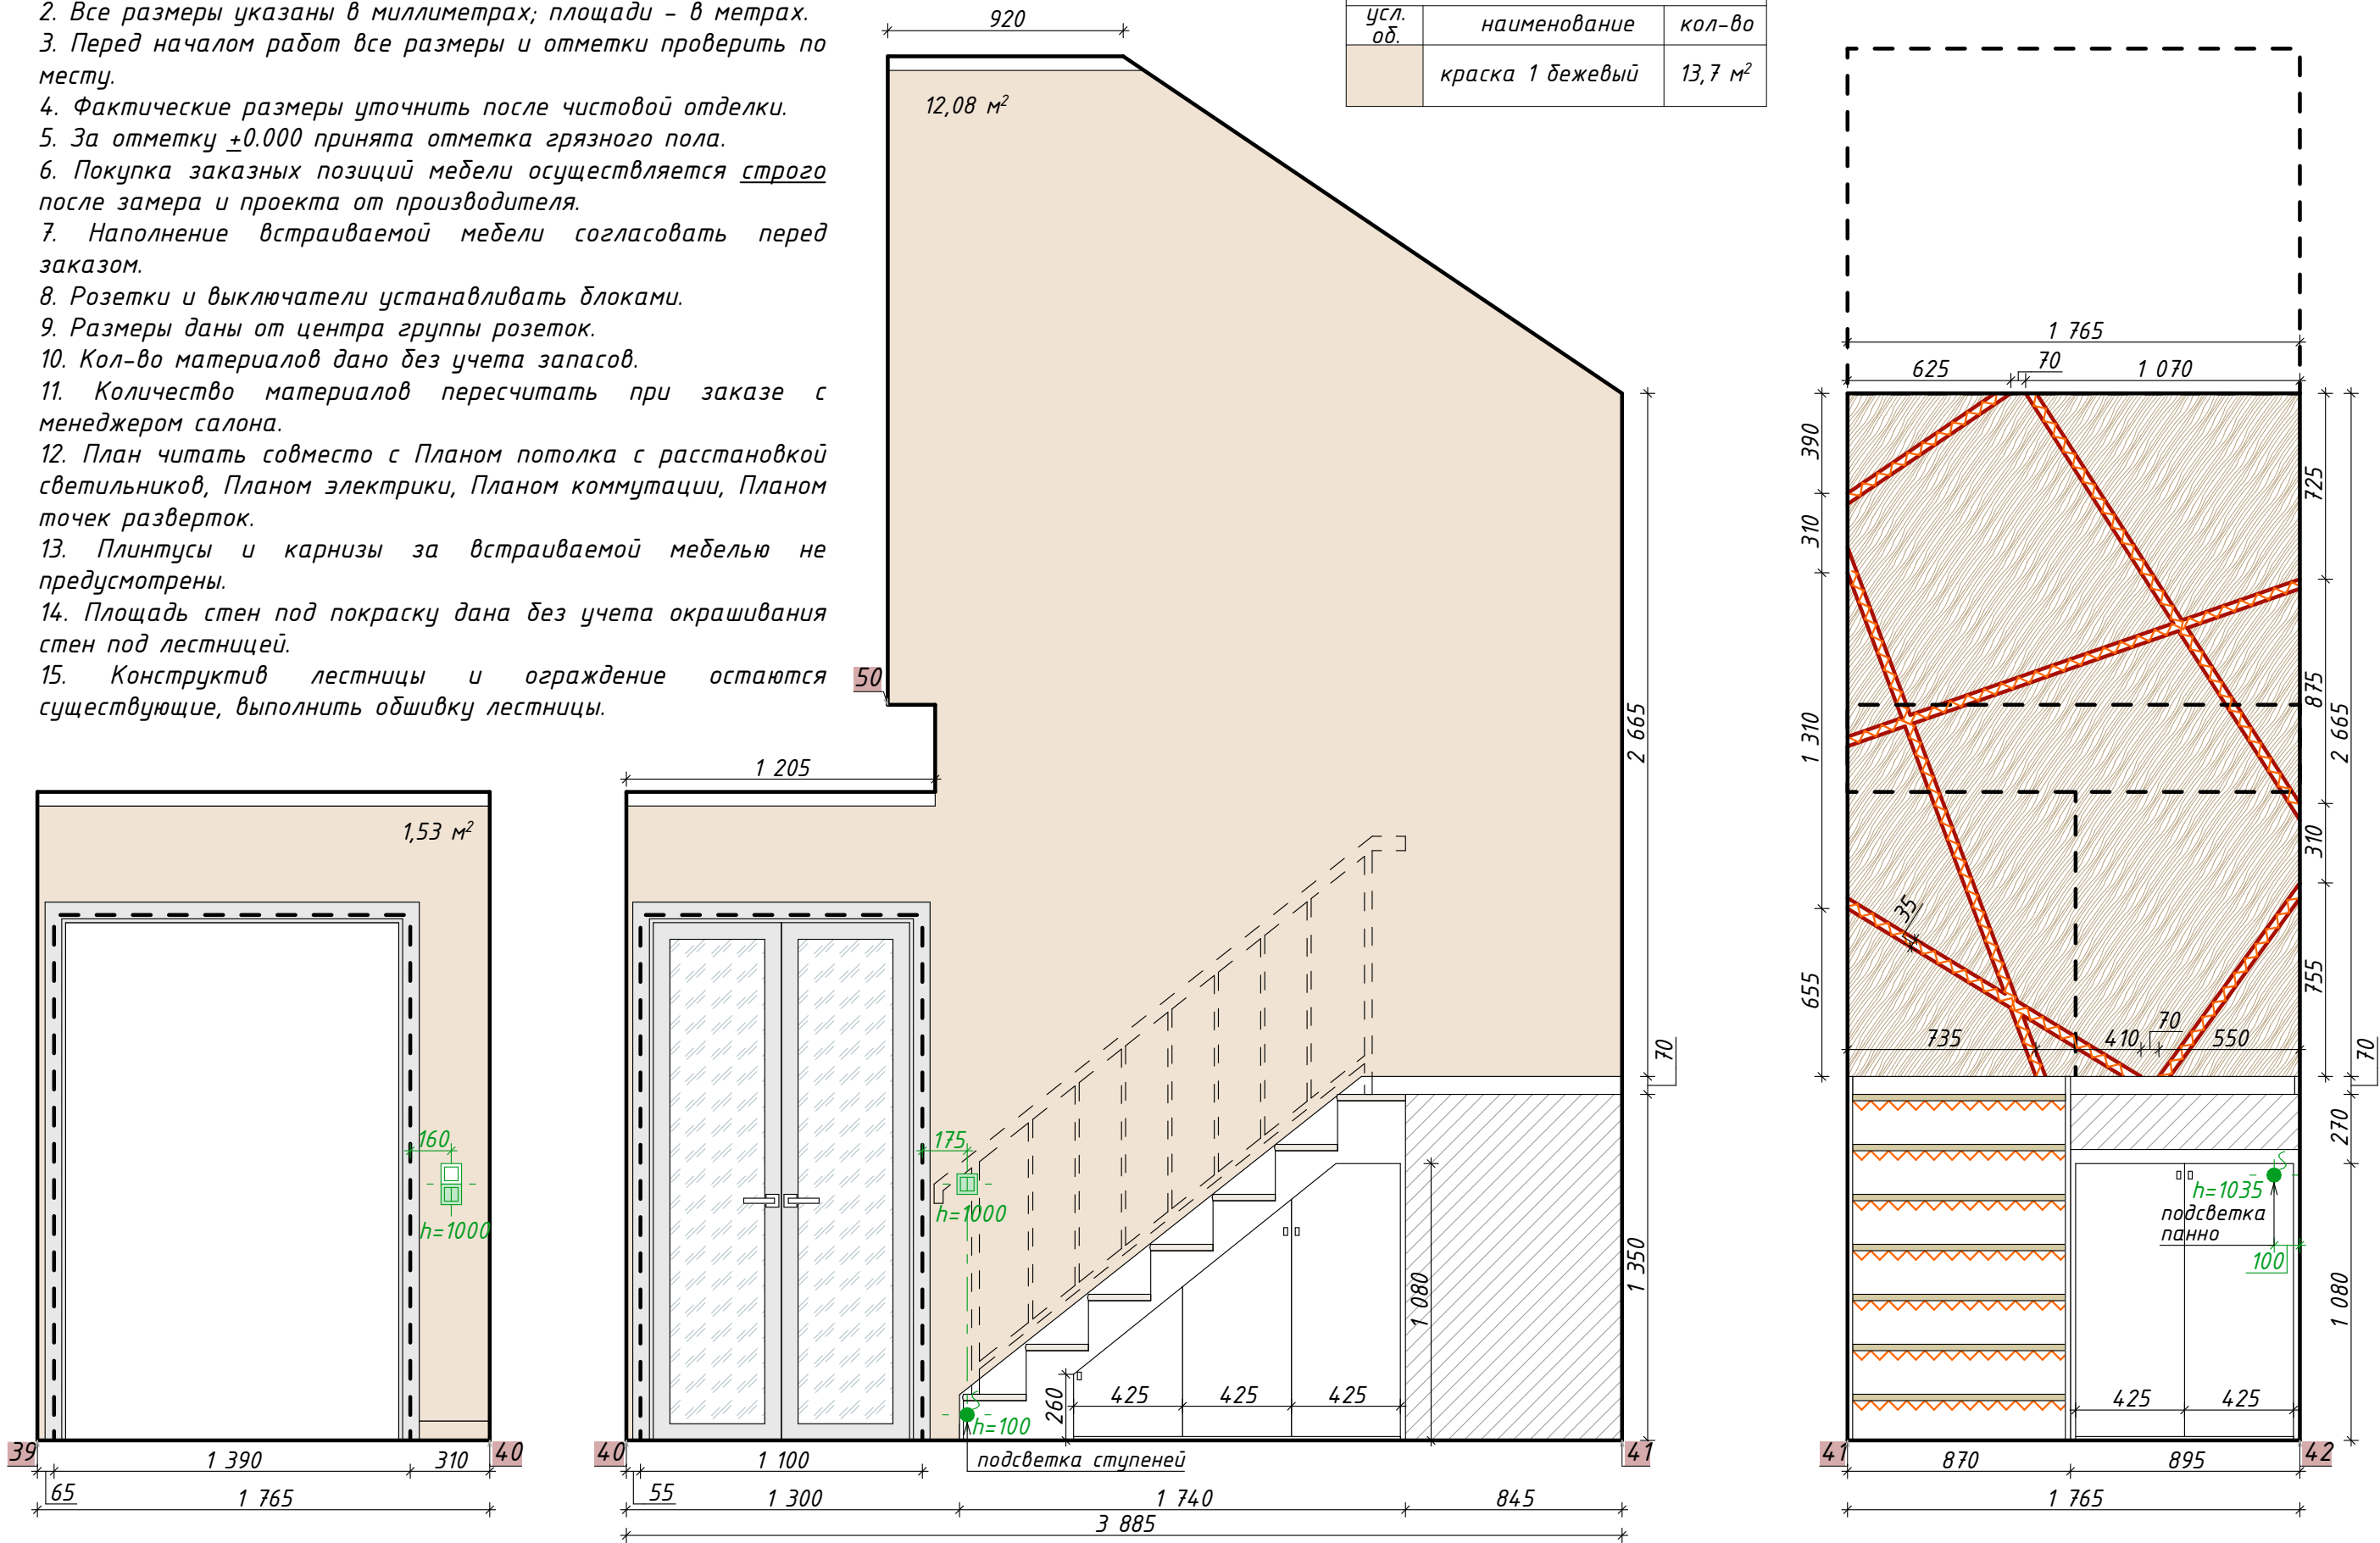 2. Все размеры указаны в миллиметрах; площади - в метрах.
3. Перед началом работ все размеры и отметки проверить по
месту.
4. Фактические размеры уточнить после чистовой отделки.
5. За отметку ±0.000 принята отметка грязного пола.
6. Покупка заказных позиций мебели осуществляется строго
после замера и проекта от производителя.
7. Наполнение встраиваемой мебели согласовать перед
заказом.
8. Розетки и выключатели устанавливать блоками.
9. Размеры даны от центра группы розеток.
10. Кол-во материалов дано без учета запасов.
11. Количество материалов пересчитать при заказе с
менеджером салона.
12. План читать совместо с Планом потолка с расстановкой
светильников, Планом электрики, Планом коммутации, Планом
точек разверток.
13. Плинтусы и карнизы за встраиваемой мебелью не
предусмотрены.
14. Площадь стен под покраску дана без учета окрашивания
стен под лестницей.
15. Конструктив лестницы и ограждение остаются
существующие, выполнить обшивку лестницы.
усл. об. наименование кол-во
краска 1 бежевый 13,7 м²
1,53 м²
160
h=1000
39 40
1 390 310
65
1 765
920
12,08 м²
50
1 205
2 665
70
1 350
175
h=1000
1 080
260
425 425 425
h=100
подсветка ступеней
40 41
1 100
55
1 300 1 740 845
3 885
1 765
625 70 1 070
390
310
1 310
655
725
875
310
755
2 665
35
735 410 70 550
70
270
1 080
h=1035
подсветка
панно
100
425 425
41 42
870 895
1 765